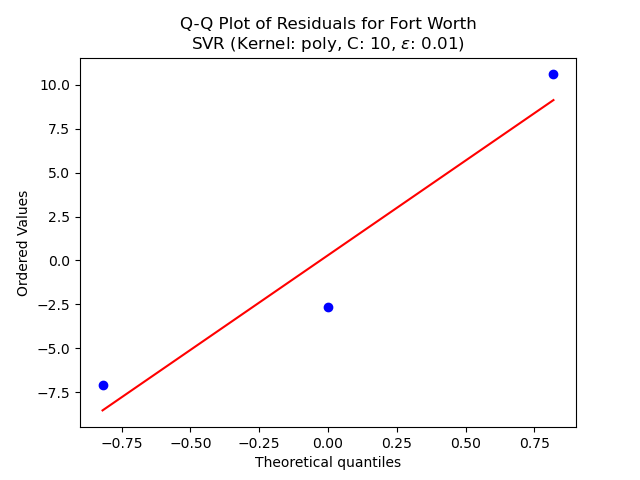 Q-Q Plot of Residuals for Fort Worth
SVR (Kernel: poly, C: 10, ε: 0.01)
Ordered Values
10.0
7.5
5.0
2.5
0.0
−2.5
−5.0
−7.5
−0.75 −0.50 −0.25 0.00 0.25 0.50 0.75
Theoretical quantiles